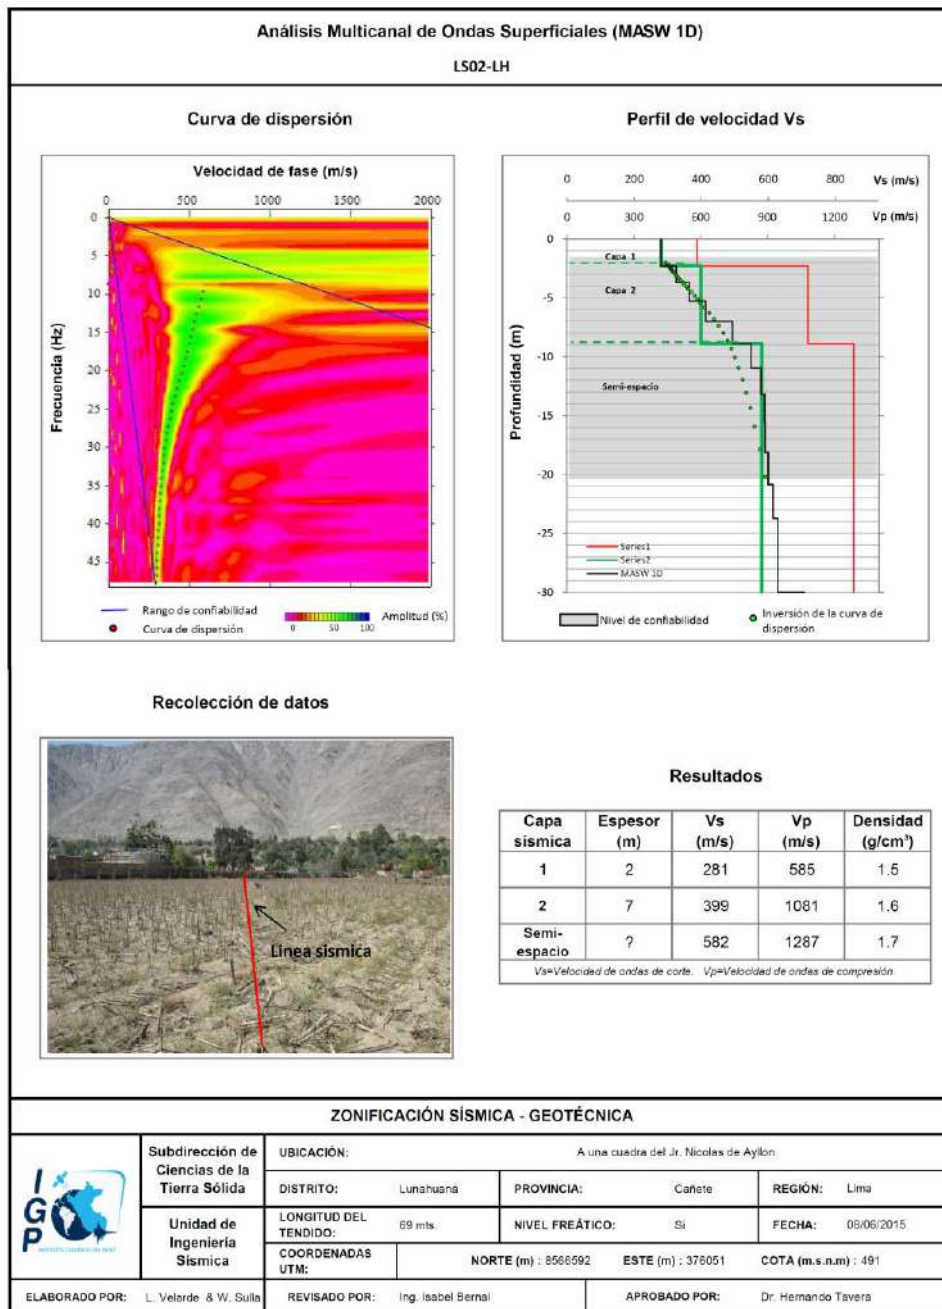 Análisis Multicanal de Ondas Superficiales (MASW 1D)
LS02-LH
Curva de dispersión
Perfil de velocidad Vs
Velocidad de fase (m/s)
0 500 1000 1500 2000
Frecuencia (Hz)
0
5
10
15
20
25
30
35
40
45
Rango de confiabilidad
Curva de dispersión
0 50 100
Amplitud (%)
0 200 400 600 800 Vs (m/s)
0 300 600 900 1200 Vp (m/s)
Profundidad (m)
0
-5
-10
-15
-20
-25
-30
Capa 1
Capa 2
Semi-espacio
Series1
Series2
MASW 1D
Nivel de confiabilidad
Inversión de la curva de
dispersión
Recolección de datos
Linea sismica
Resultados
Capa sísmica Espesor (m) Vs (m/s) Vp (m/s) Densidad (g/cm³)
1 2 281 585 1.5
2 7 399 1081 1.6
Semi-espacio ? 582 1287 1.7
Vs=Velocidad de ondas de corte. Vp=Velocidad de ondas de compresión
ZONIFICACIÓN SÍSMICA - GEOTÉCNICA
IGP
Subdirección de
Ciencias de la
Tierra Sólida
Unidad de
Ingeniería
Sísmica
UBICACIÓN: A una cuadra del Jr. Nicolas de Ayllon
DISTRITO: Lunahuaná PROVINCIA: Cañete REGIÓN: Lima
LONGITUD DEL TENDIDO: 69 mts. NIVEL FREÁTICO: Si FECHA: 08/06/2015
COORDENADAS UTM: NORTE (m) : 8566592 ESTE (m) : 376051 COTA (m.s.n.m) : 491
ELABORADO POR: L. Velarde & W. Sulla REVISADO POR: Ing. Isabel Bernal APROBADO POR: Dr. Hernando Tavera